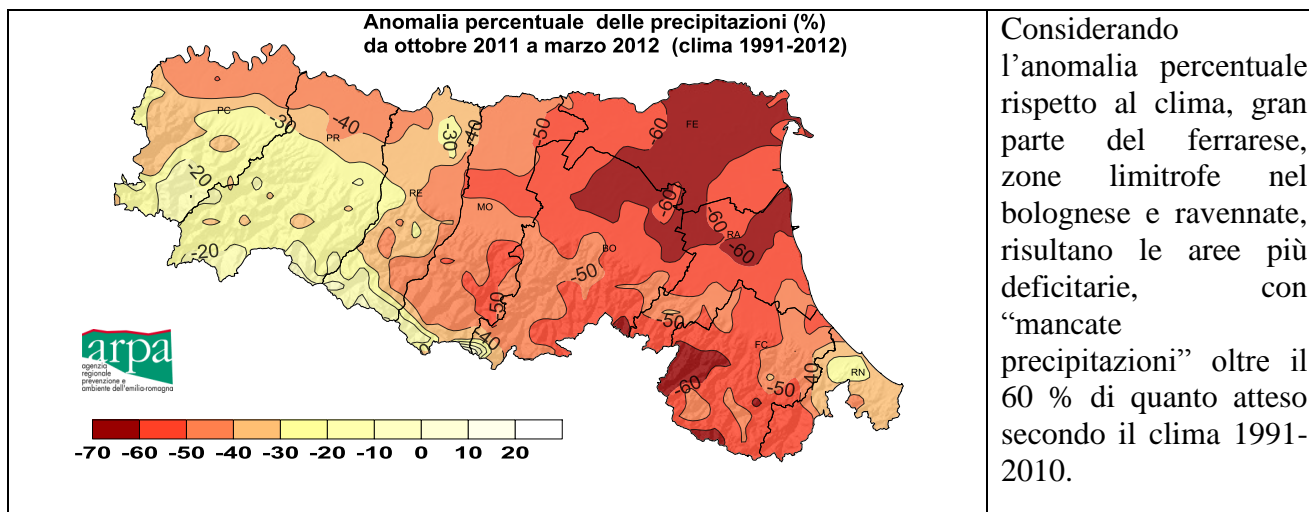 Anomalia percentuale delle precipitazioni (%)
da ottobre 2011 a marzo 2012 (clima 1991-2012)
PC
-30
-40
PR
-20
-20
-30
-40
RE
MO
-50
-60
FE
-60
-60
RA
-60
BO
-50
-50
-40
-50
FC
-60
-50
-40
RN
arpa
agenzia
regionale
prevenzione e
ambiente dell'emilia-romagna
-70 -60 -50 -40 -30 -20 -10 0 10 20
Considerando
l’anomalia percentuale
rispetto al clima, gran
parte del ferrarese,
zone limitrofe nel
bolognese e ravennate,
risultano le aree più
deficitarie, con
“mancate
precipitazioni” oltre il
60 % di quanto atteso
secondo il clima 1991-
2010.